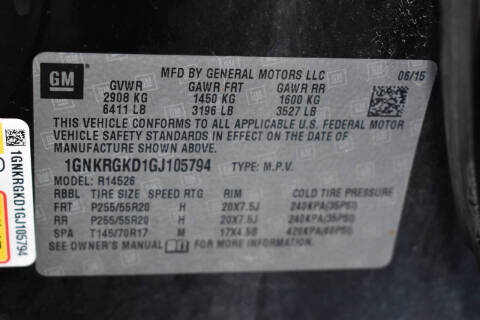 GM
MFD BY GENERAL MOTORS LLC 06/15
GVWR GAWR FRT GAWR RR
2908 KG 1450 KG 1600 KG
6411 LB 3196 LB 3527 LB
THIS VEHICLE CONFORMS TO ALL APPLICABLE U.S. FEDERAL MOTOR
VEHICLE SAFETY STANDARDS IN EFFECT ON THE DATE OF
MANUFACTURE SHOWN ABOVE.
1GNKRGKD1GJ105794 TYPE: M.P.V.
MODEL: R14526
RBBL TIRE SIZE SPEED RTG RIM COLD TIRE PRESSURE
FRT P255/55R20 H 20X7.5J 240KPA(35PSI)
RR P255/55R20 H 20X7.5J 240KPA(35PSI)
SPA T145/70R17 M 17X4.5B 420KPA(60PSI)
SEE OWNER'S MANUAL FOR MORE INFORMATION.
1GNKRGKD1GJ105794